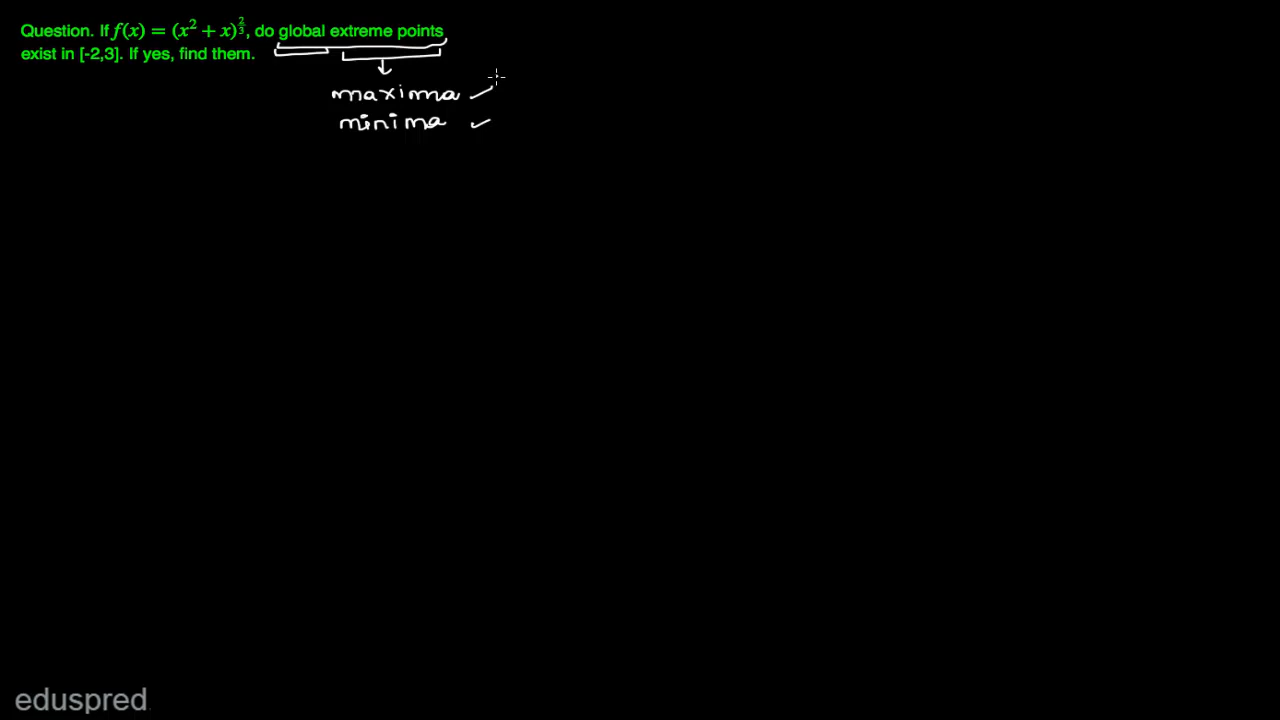 Question. If f(x) = (x² + x)^(2/3), do global extreme points
exist in [-2,3]. If yes, find them.
maxima
minima
eduspred